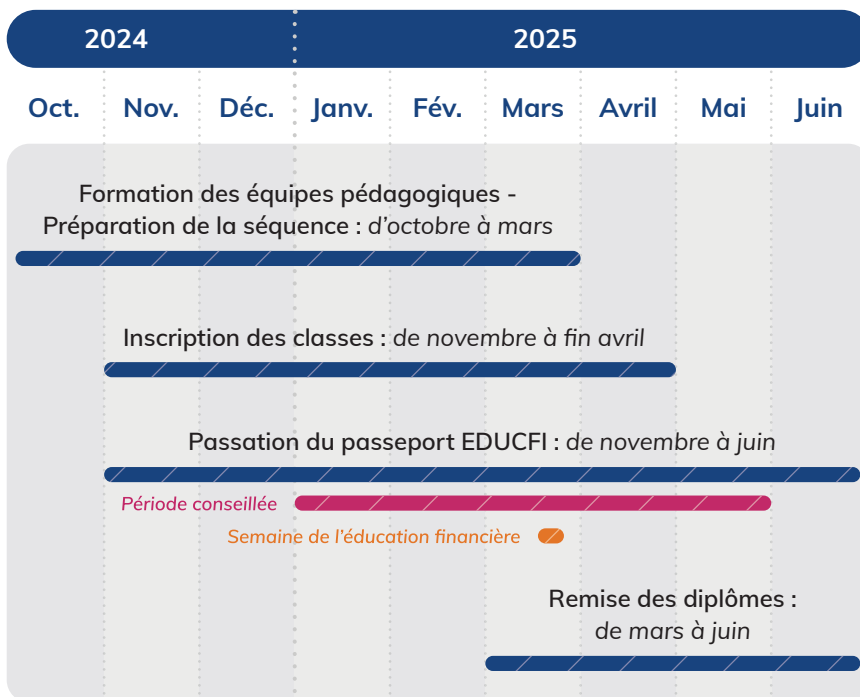 2024 2025
Oct. Nov. Déc. Janv. Fév. Mars Avril Mai Juin
Formation des équipes pédagogiques -
Préparation de la séquence : d’octobre à mars
Inscription des classes : de novembre à fin avril
Passation du passeport EDUCFI : de novembre à juin
Période conseillée
Semaine de l’éducation financière
Remise des diplômes :
de mars à juin